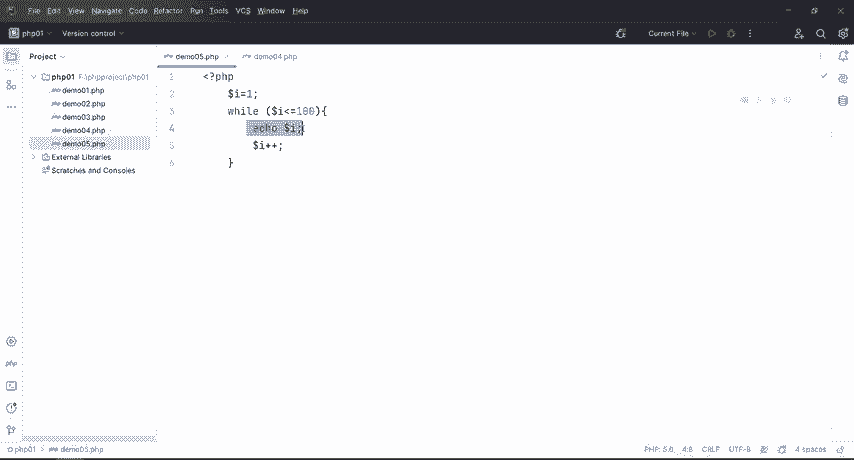 File Edit View Navigate Code Refactor Run Tools VCS Window Help
php01 Version control Current File
Project
demo05.php demo04.php
php01 F:\phpproject\php01
demo01.php
demo02.php
demo03.php
demo04.php
demo05.php
External Libraries
Scratches and Consoles
1 <?php
2 $i=1;
3 while ($i<=100){
4 echo $i;
5 $i++;
6 }
php
php01 > demo05.php
PHP: 5.6 4:8 CRLF UTF-8 4 spaces